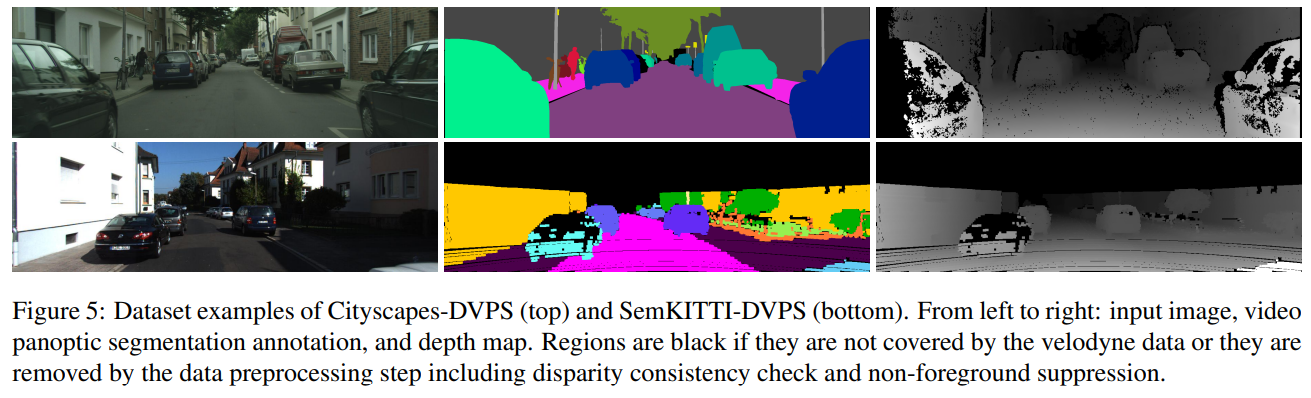 Figure 5: Dataset examples of Cityscapes-DVPS (top) and SemKITTI-DVPS (bottom). From left to right: input image, video
panoptic segmentation annotation, and depth map. Regions are black if they are not covered by the velodyne data or they are
removed by the data preprocessing step including disparity consistency check and non-foreground suppression.